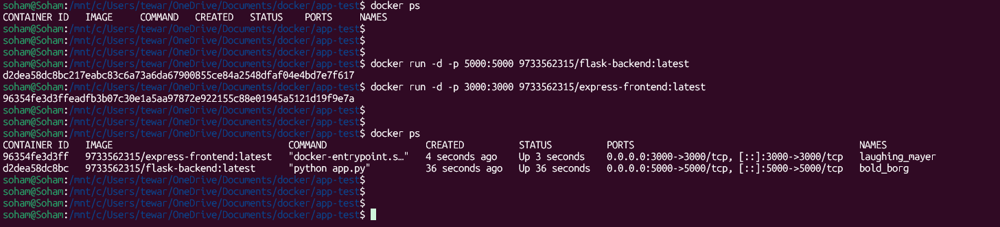 soham@Soham:/mnt/c/Users/tewar/OneDrive/Documents/docker/app-test$ docker ps
CONTAINER ID   IMAGE     COMMAND   CREATED   STATUS    PORTS     NAMES
soham@Soham:/mnt/c/Users/tewar/OneDrive/Documents/docker/app-test$
soham@Soham:/mnt/c/Users/tewar/OneDrive/Documents/docker/app-test$
soham@Soham:/mnt/c/Users/tewar/OneDrive/Documents/docker/app-test$
soham@Soham:/mnt/c/Users/tewar/OneDrive/Documents/docker/app-test$ docker run -d -p 5000:5000 9733562315/flask-backend:latest
d2dea58dc8bc217eabc83c6a73a6da67900855ce84a2548dfaf04e4bd7e7f617
soham@Soham:/mnt/c/Users/tewar/OneDrive/Documents/docker/app-test$ docker run -d -p 3000:3000 9733562315/express-frontend:latest
96354fe3d3ffeadfb3b07c30e1a5aa97872e922155c88e01945a5121d19f9e7a
soham@Soham:/mnt/c/Users/tewar/OneDrive/Documents/docker/app-test$
soham@Soham:/mnt/c/Users/tewar/OneDrive/Documents/docker/app-test$
soham@Soham:/mnt/c/Users/tewar/OneDrive/Documents/docker/app-test$ docker ps
CONTAINER ID   IMAGE                                COMMAND                  CREATED          STATUS          PORTS                                         NAMES
96354fe3d3ff   9733562315/express-frontend:latest   "docker-entrypoint.s…"   4 seconds ago    Up 3 seconds    0.0.0.0:3000->3000/tcp, [::]:3000->3000/tcp   laughing_mayer
d2dea58dc8bc   9733562315/flask-backend:latest      "python app.py"          36 seconds ago   Up 36 seconds   0.0.0.0:5000->5000/tcp, [::]:5000->5000/tcp   bold_borg
soham@Soham:/mnt/c/Users/tewar/OneDrive/Documents/docker/app-test$
soham@Soham:/mnt/c/Users/tewar/OneDrive/Documents/docker/app-test$
soham@Soham:/mnt/c/Users/tewar/OneDrive/Documents/docker/app-test$
soham@Soham:/mnt/c/Users/tewar/OneDrive/Documents/docker/app-test$